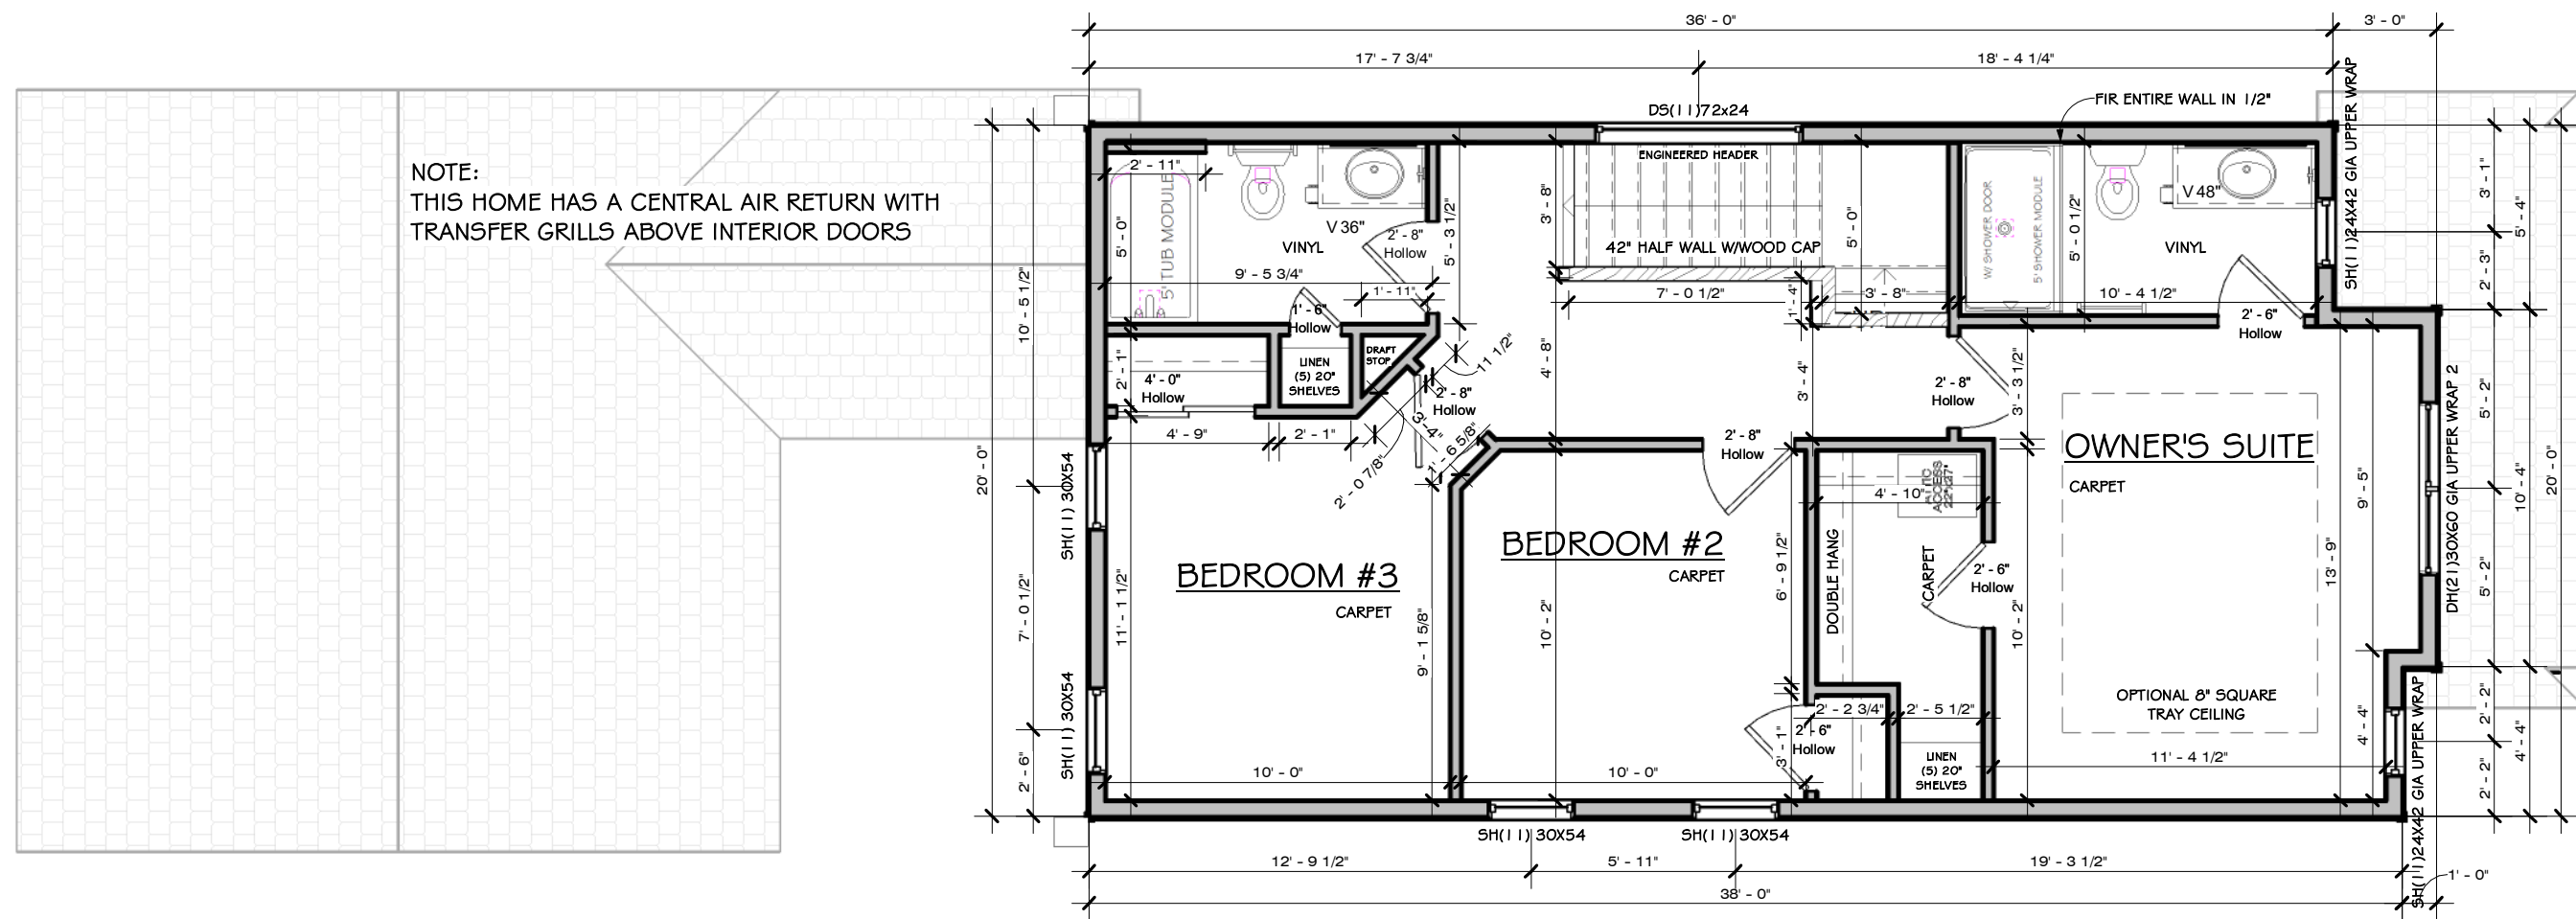 36' - 0"
3' - 0"
17' - 7 3/4"
18' - 4 1/4"
DS(11)72x24
FIR ENTIRE WALL IN 1/2"
SH(11)24X42 GIA UPPER WRAP
NOTE:
THIS HOME HAS A CENTRAL AIR RETURN WITH
TRANSFER GRILLS ABOVE INTERIOR DOORS
ENGINEERED HEADER
2' - 11"
5' TUB MODULE
5' - 0"
V 36"
VINYL
2' - 8"
Hollow
5' - 3 1/2"
9' - 5 3/4"
1' - 11"
1' - 6"
Hollow
3' - 8"
42" HALF WALL W/WOOD CAP
5' - 0"
7' - 0 1/2"
1' - 4"
3' - 8"
W/ SHOWER DOOR
5' SHOWER MODULE
5' - 0 1/2"
V 48"
VINYL
10' - 4 1/2"
2' - 6"
Hollow
3' - 1"
5' - 4"
2' - 3"
10' - 5 1/2"
20' - 0"
7' - 0 1/2"
2' - 6"
SH(11) 30X54
SH(11) 30X54
2' - 1"
4' - 0"
Hollow
LINEN
(5) 20"
SHELVES
DRAFT
STOP
11 1/2"
2' - 8"
Hollow
3' - 4"
1' - 6 5/8"
2' - 0 7/8"
4' - 9"
2' - 1"
4' - 8"
3' - 4"
2' - 8"
Hollow
2' - 8"
Hollow
3' - 3 1/2"
OWNER'S SUITE
CARPET
4' - 10"
ATTIC
ACCESS
22"x27"
DOUBLE HANG
CARPET
2' - 6"
Hollow
BEDROOM #2
CARPET
BEDROOM #3
CARPET
11' - 1 1/2"
9' - 1 5/8"
10' - 2"
6' - 9 1/2"
10' - 2"
13' - 9"
9' - 5"
4' - 4"
5' - 2"
5' - 2"
10' - 4"
20' - 0"
DH(21)30X60 GIA UPPER WRAP 2
OPTIONAL 8" SQUARE
TRAY CEILING
2' - 2 3/4"
2' - 5 1/2"
2' - 6"
Hollow
3' - 1"
LINEN
(5) 20"
SHELVES
11' - 4 1/2"
10' - 0"
10' - 0"
2' - 2"
2' - 2"
4' - 4"
SH(11)24X42 GIA UPPER WRAP
SH(11) 30X54
SH(11) 30X54
12' - 9 1/2"
5' - 11"
19' - 3 1/2"
1' - 0"
38' - 0"